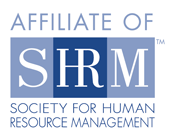 AFFILIATE OF
SHRM™
SOCIETY FOR HUMAN
RESOURCE MANAGEMENT